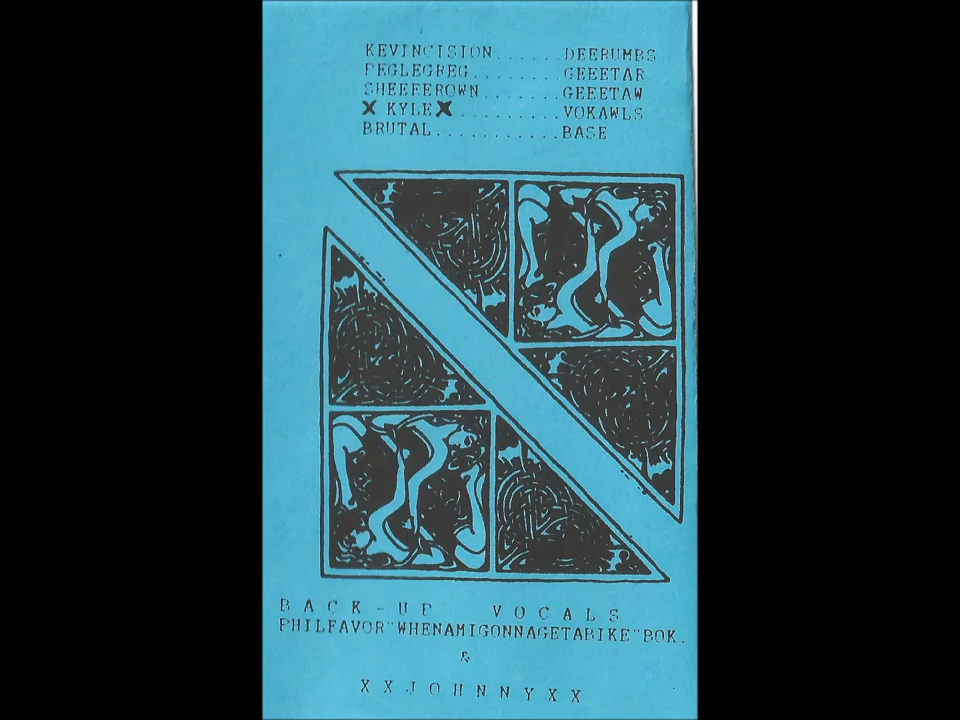 KEVINCISION......DEERUMBS
PEGLEGREG........GEEETAR
SHEEFEROWN.......GEEETAW
X KYLE X.........VOKAWLS
BRUTAL...........BASE
BACK-UP VOCALS
PHILFAVOR"WHENAMIGONNAGETABIKE"BOK.
&
XXJOHNNYXX